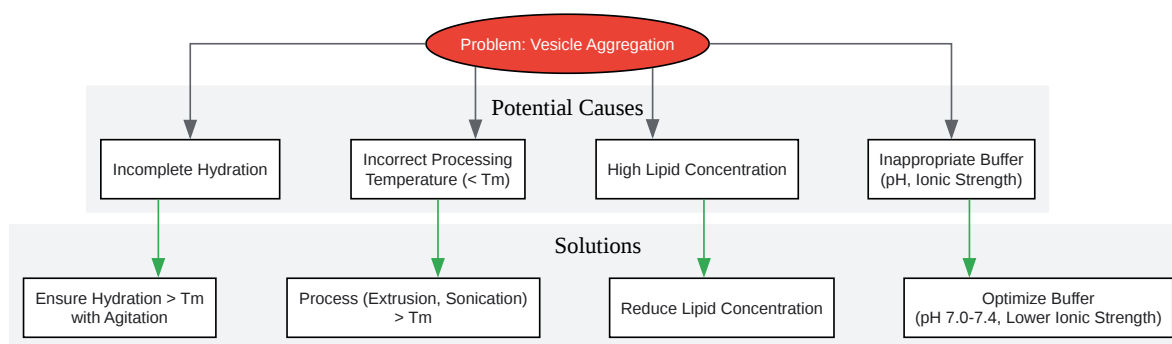 Problem: Vesicle Aggregation
Potential Causes
Incomplete Hydration
Incorrect Processing
Temperature (< Tm)
High Lipid Concentration
Inappropriate Buffer
(pH, Ionic Strength)
Solutions
Ensure Hydration > Tm
with Agitation
Process (Extrusion, Sonication)
> Tm
Reduce Lipid Concentration
Optimize Buffer
(pH 7.0-7.4, Lower Ionic Strength)